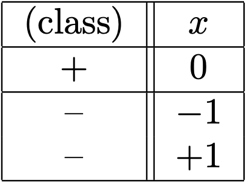 (class) x
+ 0
− −1
− +1